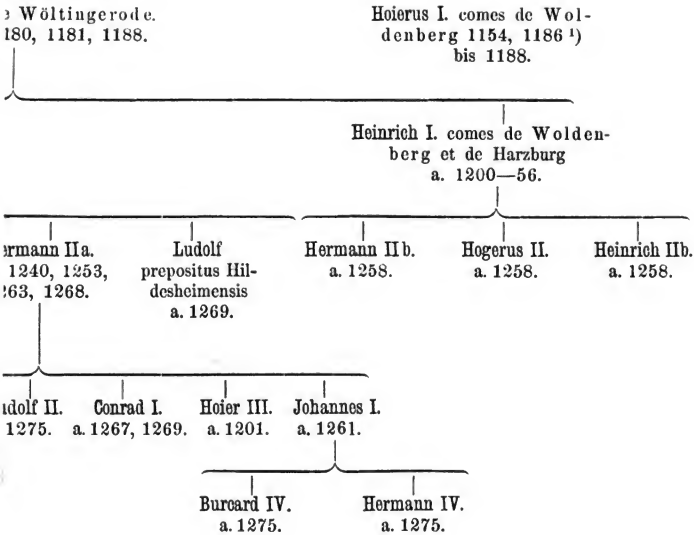 Wöltingerode.
180, 1181, 1188.
Hoierus I. comes de Wol-
denberg 1154, 1186 ¹)
bis 1188.
Heinrich I. comes de Wolden-
berg et de Harzburg
a. 1200—56.
ermann IIa.
1240, 1253,
263, 1268.
Ludolf
prepositus Hil-
desheimensis
a. 1269.
Hermann IIb.
a. 1258.
Hogerus II.
a. 1258.
Heinrich IIb.
a. 1258.
dolf II.
1275.
Conrad I.
a. 1267, 1269.
Hoier III.
a. 1201.
Johannes I.
a. 1261.
Burcard IV.
a. 1275.
Hermann IV.
a. 1275.